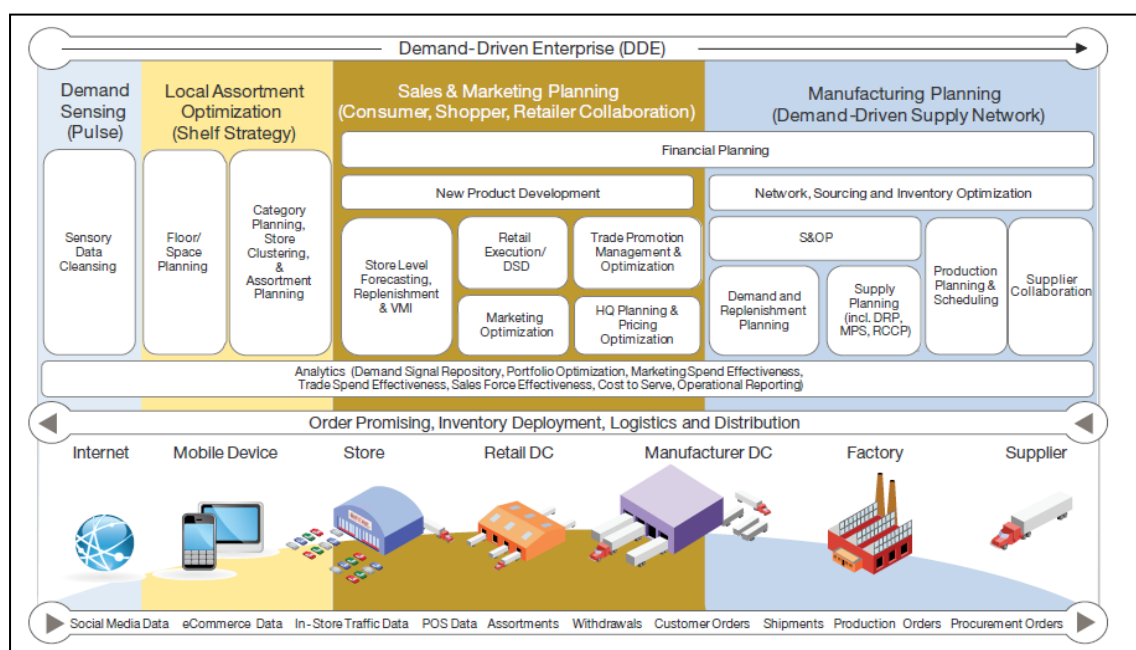 Demand-Driven Enterprise (DDE)
Demand
Sensing
(Pulse)
Local Assortment
Optimization
(Shelf Strategy)
Sales & Marketing Planning
(Consumer, Shopper, Retailer Collaboration)
Manufacturing Planning
(Demand-Driven Supply Network)
Financial Planning
New Product Development
Network, Sourcing and Inventory Optimization
Sensory
Data
Cleansing
Floor/
Space
Planning
Category
Planning,
Store
Clustering,
&
Assortment
Planning
Store Level
Forecasting,
Replenishment
& VMI
Retail
Execution/
DSD
Trade Promotion
Management &
Optimization
Marketing
Optimization
HQ Planning &
Pricing
Optimization
S&OP
Demand and
Replenishment
Planning
Supply
Planning
(incl. DRP,
MPS, RCCP)
Production
Planning &
Scheduling
Supplier
Collaboration
Analytics (Demand Signal Repository, Portfolio Optimization, Marketing Spend Effectiveness,
Trade Spend Effectiveness, Sales Force Effectiveness, Cost to Serve, Operational Reporting)
Order Promising, Inventory Deployment, Logistics and Distribution
Internet
Mobile Device
Store
Retail DC
Manufacturer DC
Factory
Supplier
Social Media Data eCommerce Data In-Store Traffic Data POS Data Assortments Withdrawals Customer Orders Shipments Production Orders Procurement Orders